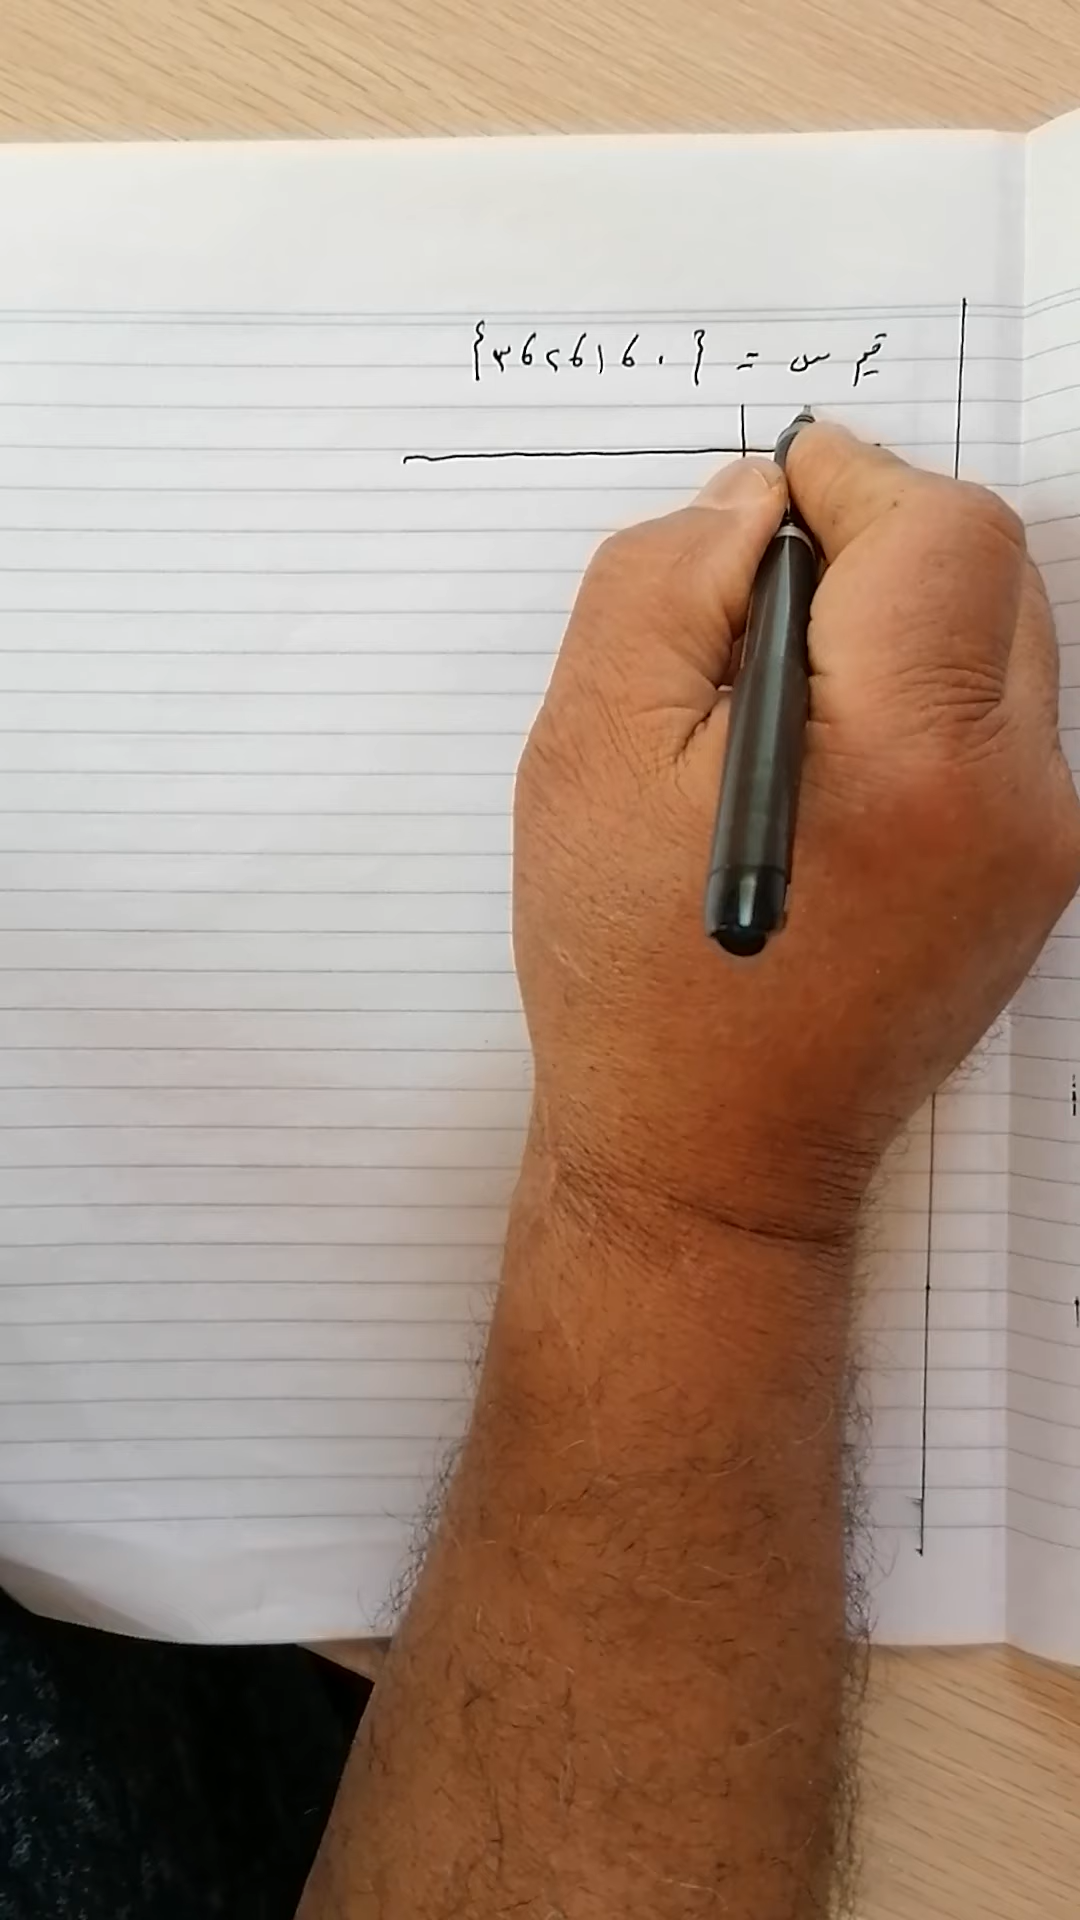 قيم س = {٠ ، ١ ، ٢ ، ٣}